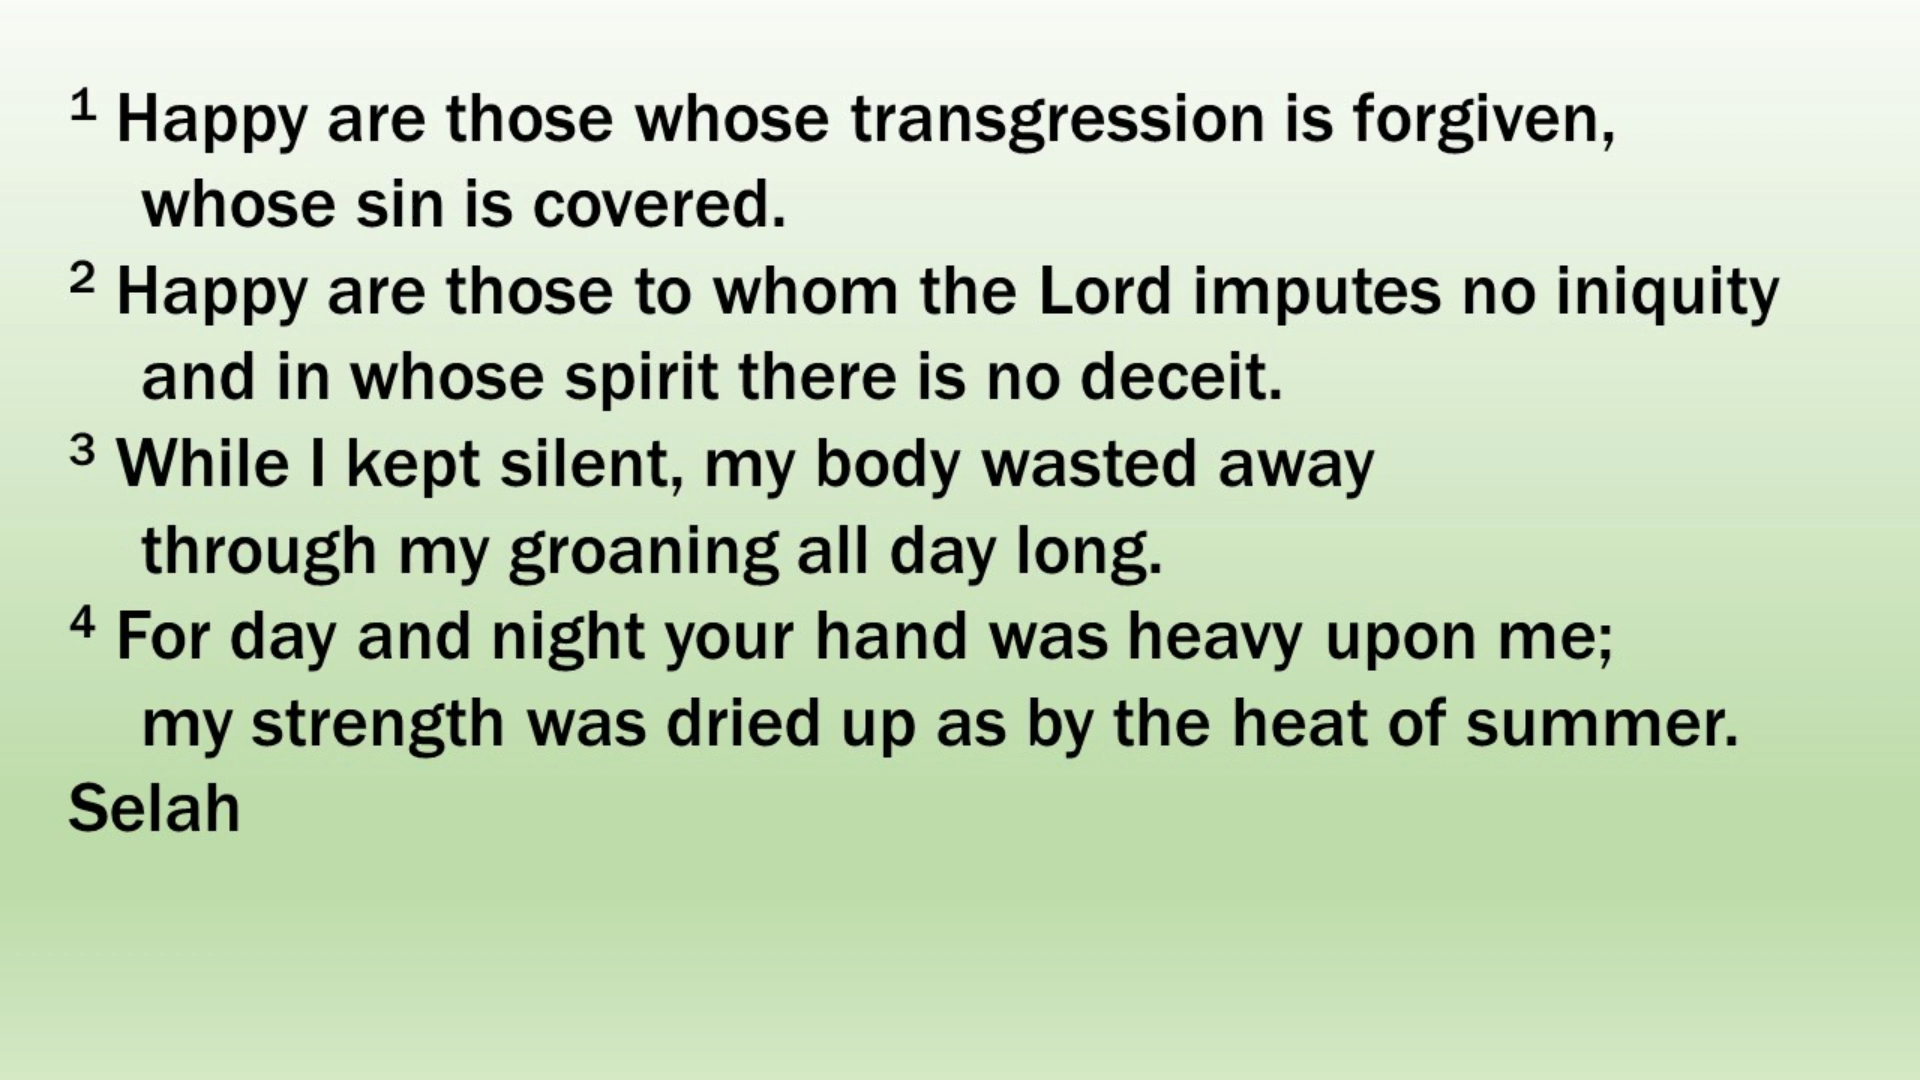 1 Happy are those whose transgression is forgiven,
whose sin is covered.
2 Happy are those to whom the Lord imputes no iniquity
and in whose spirit there is no deceit.
3 While I kept silent, my body wasted away
through my groaning all day long.
4 For day and night your hand was heavy upon me;
my strength was dried up as by the heat of summer.
Selah